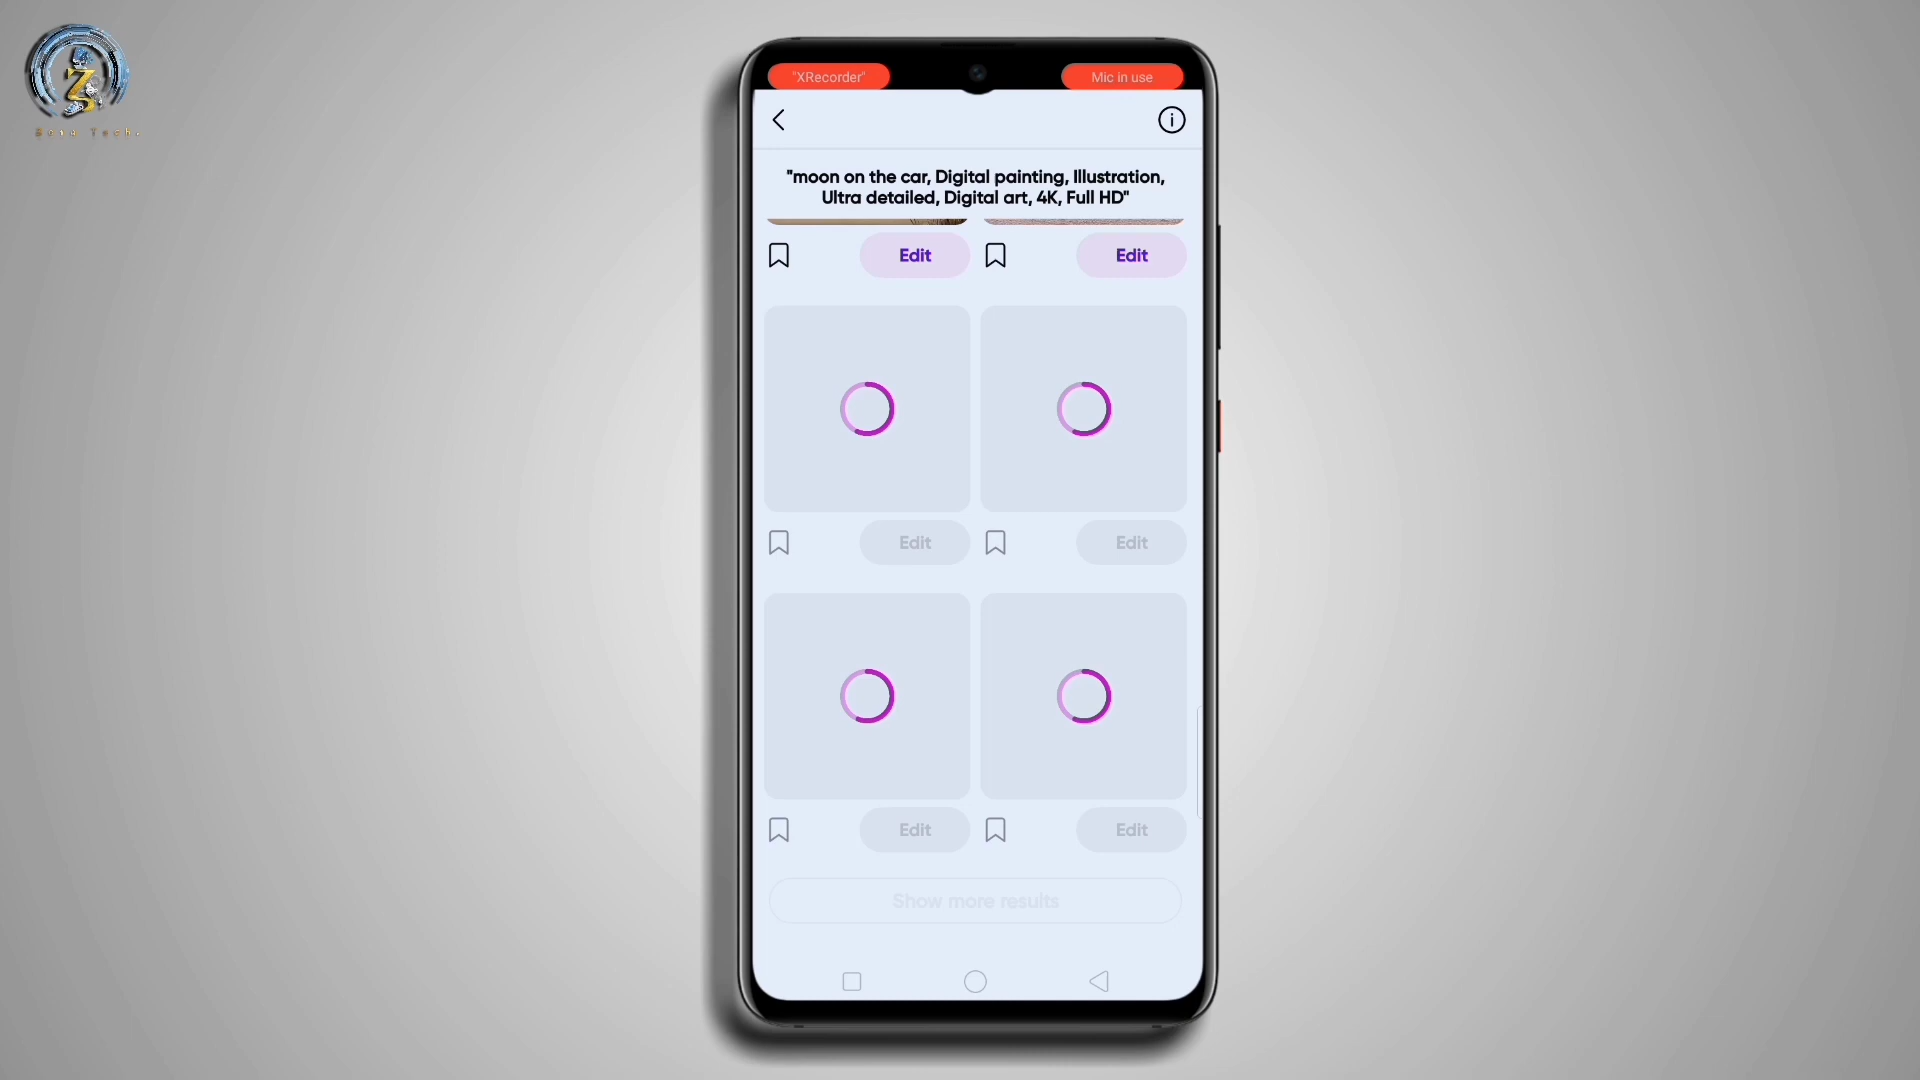 "XRecorder"
Mic in use
"moon on the car, Digital painting, Illustration,
Ultra detailed, Digital art, 4K, Full HD"
Edit
Edit
Edit
Edit
Edit
Edit
Show more results